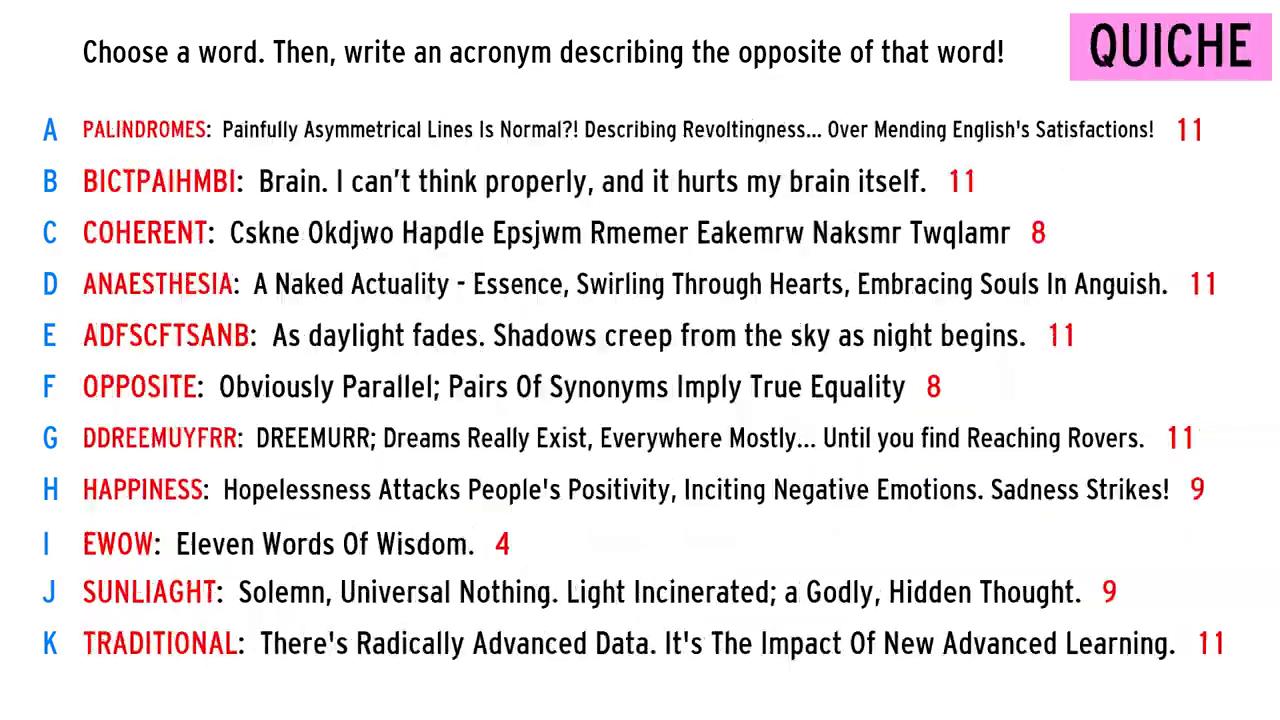 Choose a word. Then, write an acronym describing the opposite of that word!
QUICHE
A PALINDROMES: Painfully Asymmetrical Lines Is Normal?! Describing Revoltingness... Over Mending English's Satisfactions! 11
B BICTPAIHMBI: Brain. I can't think properly, and it hurts my brain itself. 11
C COHERENT: Cskne Okdjwo Hapdle Epsjwm Rmemer Eakemrw Naksmr Twqlamr 8
D ANAESTHESIA: A Naked Actuality - Essence, Swirling Through Hearts, Embracing Souls In Anguish. 11
E ADFSCFTSANB: As daylight fades. Shadows creep from the sky as night begins. 11
F OPPOSITE: Obviously Parallel; Pairs Of Synonyms Imply True Equality 8
G DDREEMUYFRR: DREEMURR; Dreams Really Exist, Everywhere Mostly... Until you find Reaching Rovers. 11
H HAPPINESS: Hopelessness Attacks People's Positivity, Inciting Negative Emotions. Sadness Strikes! 9
I EWOW: Eleven Words Of Wisdom. 4
J SUNLIAGHT: Solemn, Universal Nothing. Light Incinerated; a Godly, Hidden Thought. 9
K TRADITIONAL: There's Radically Advanced Data. It's The Impact Of New Advanced Learning. 11